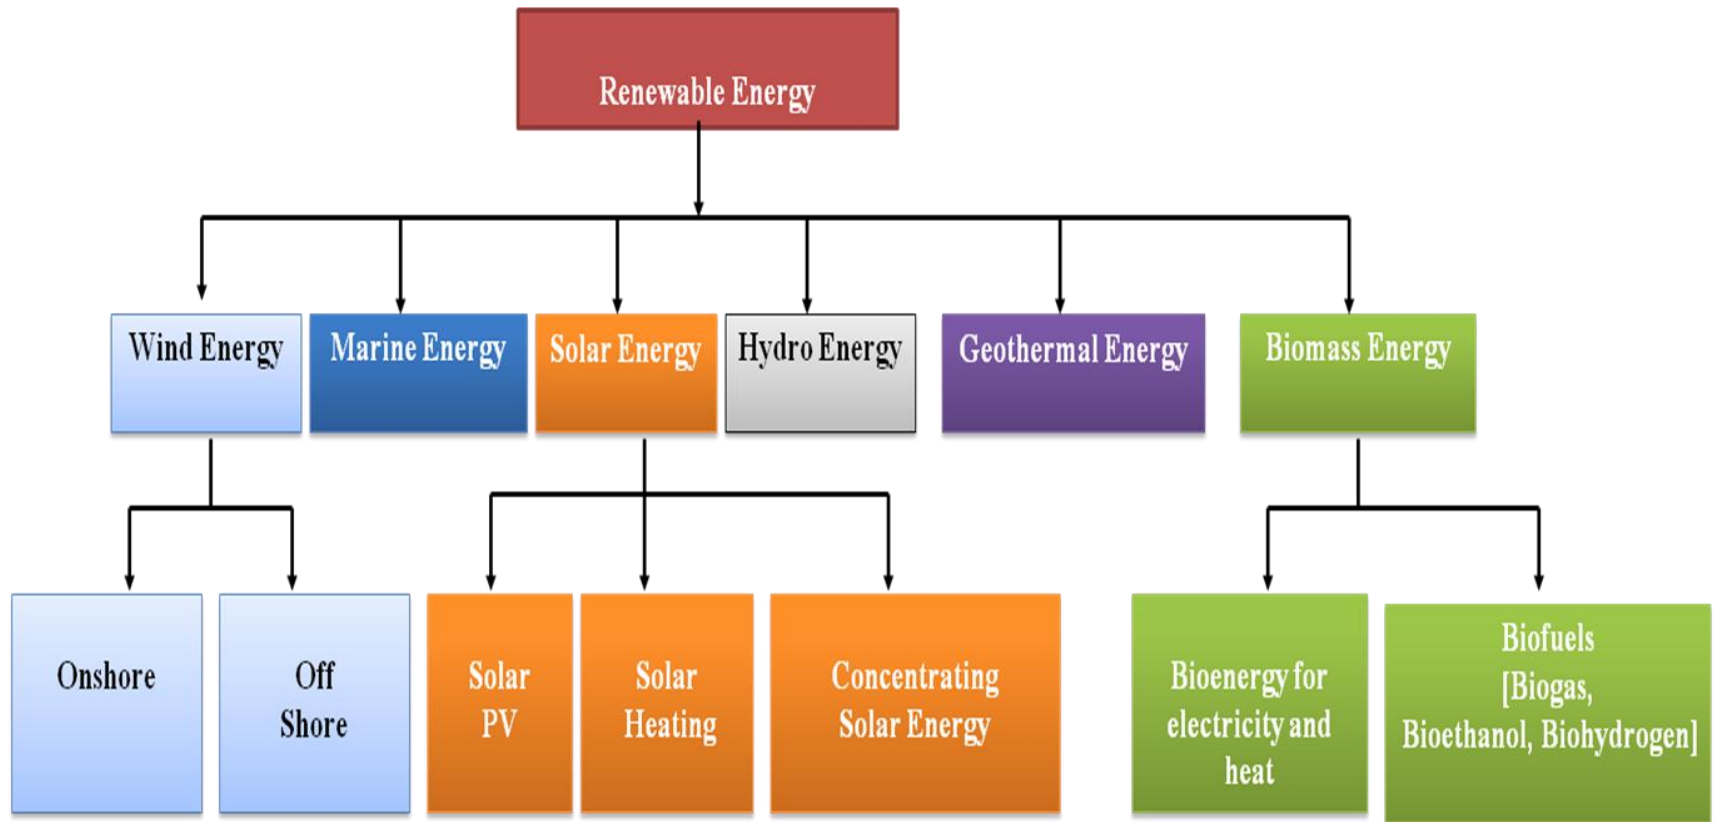 Renewable Energy
Wind Energy
Marine Energy
Solar Energy
Hydro Energy
Geothermal Energy
Biomass Energy
Onshore
Off
Shore
Solar
PV
Solar
Heating
Concentrating
Solar Energy
Bioenergy for
electricity and
heat
Biofuels
[Biogas,
Bioethanol, Biohydrogen]